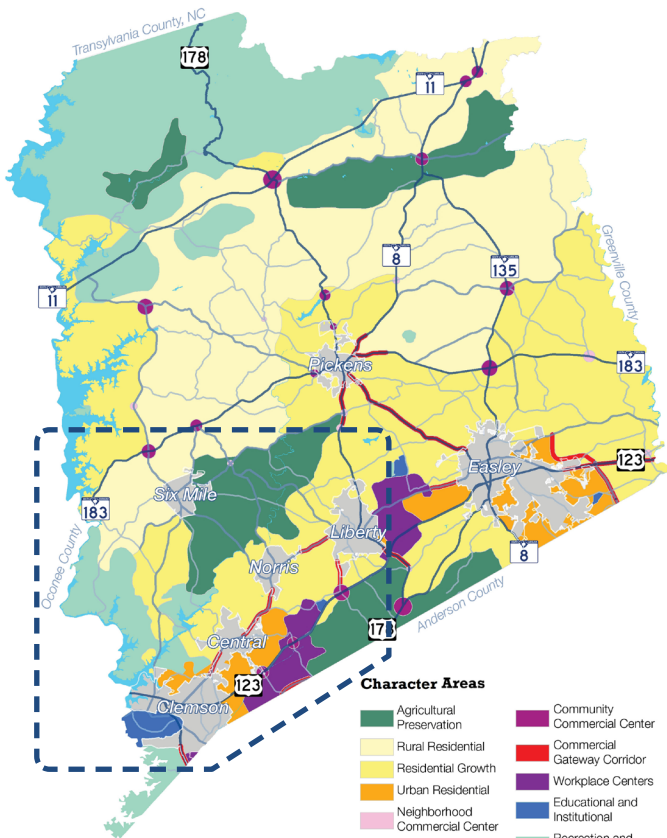 Transylvania County, NC
178
11
Greenville County
8
135
11
183
Pickens
123
Easley
Six Mile
183
Liberty
Oconee County
8
Norris
Anderson County
Central
123
Clemson
Character Areas
Agricultural
Preservation
Rural Residential
Residential Growth
Urban Residential
Neighborhood
Commercial Center
Community
Commercial Center
Commercial
Gateway Corridor
Workplace Centers
Educational and
Institutional